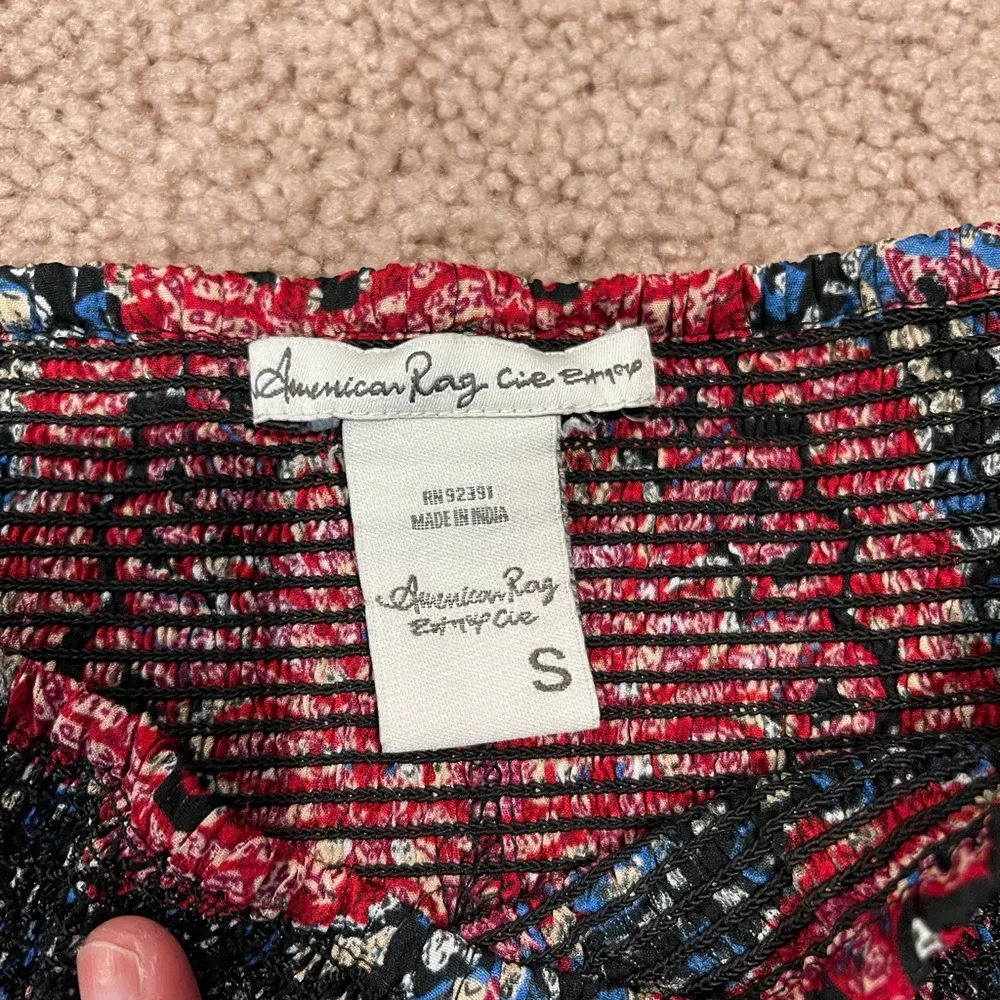 American Rag Cie
RN 92391
MADE IN INDIA
American Rag
Cie
S